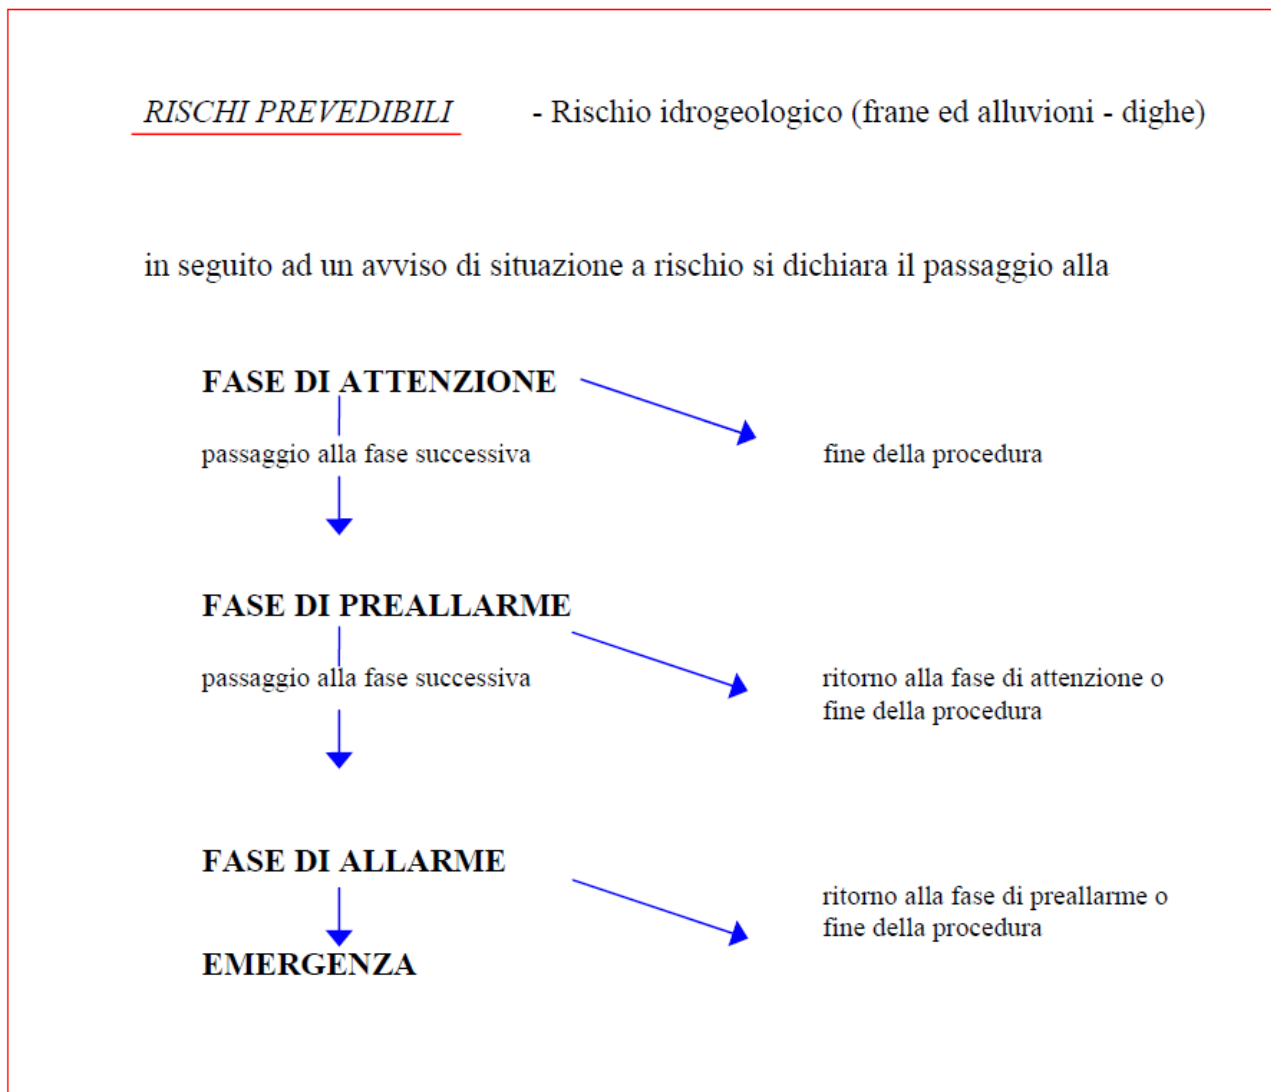 RISCHI PREVEDIBILI - Rischio idrogeologico (frane ed alluvioni - dighe)
in seguito ad un avviso di situazione a rischio si dichiara il passaggio alla
FASE DI ATTENZIONE
passaggio alla fase successiva
fine della procedura
FASE DI PREALLARME
passaggio alla fase successiva
ritorno alla fase di attenzione o
fine della procedura
FASE DI ALLARME
ritorno alla fase di preallarme o
fine della procedura
EMERGENZA